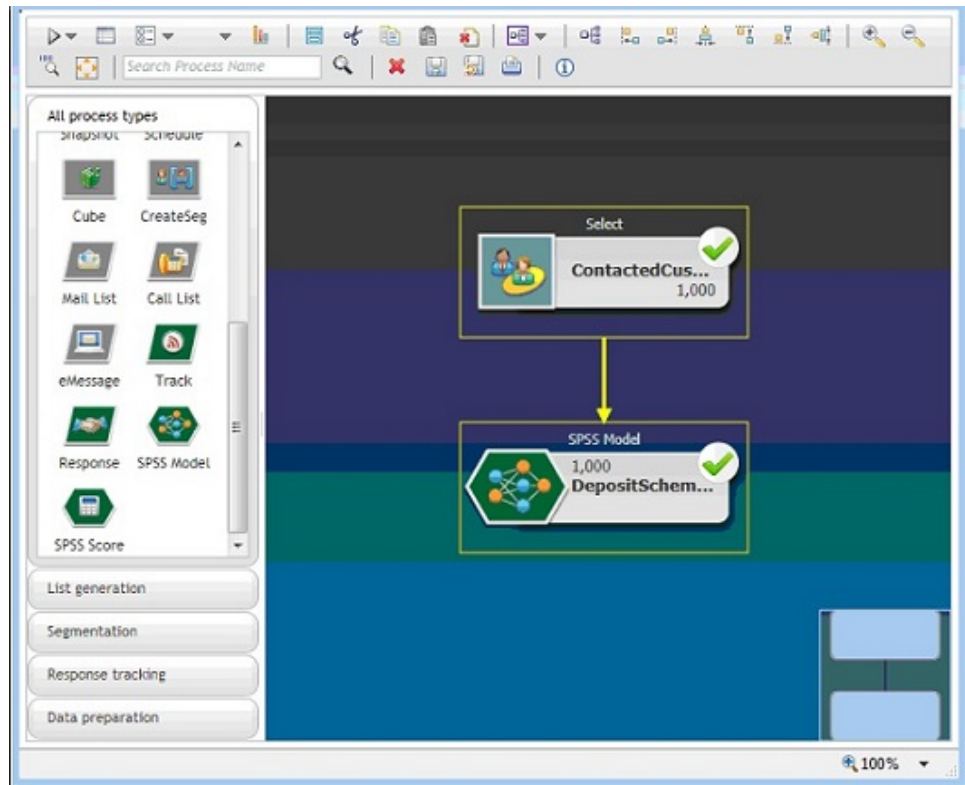 Search Process Name
All process types
Snapshot Schedule
Cube CreateSeg
Mail List Call List
eMessage Track
Response SPSS Model
SPSS Score
List generation
Segmentation
Response tracking
Data preparation
Select
ContactedCus...
1,000
SPSS Model
1,000
DepositSchem...
100%